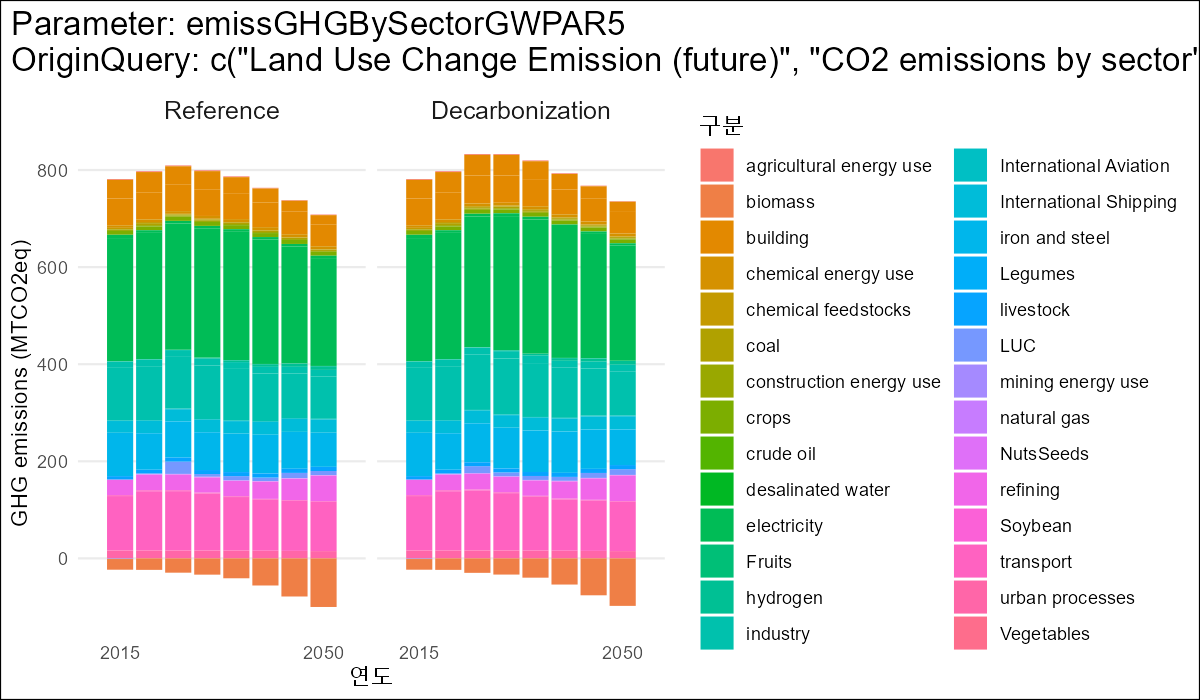 Parameter: emissGHGBySectorGWPAR5
OriginQuery: c("Land Use Change Emission (future)", "CO2 emissions by sector"
Reference
Decarbonization
GHG emissions (MTCO2eq)
800
600
400
200
0
2015
2050
2015
2050
연도
구분
agricultural energy use
biomass
building
chemical energy use
chemical feedstocks
coal
construction energy use
crops
crude oil
desalinated water
electricity
Fruits
hydrogen
industry
International Aviation
International Shipping
iron and steel
Legumes
livestock
LUC
mining energy use
natural gas
NutsSeeds
refining
Soybean
transport
urban processes
Vegetables